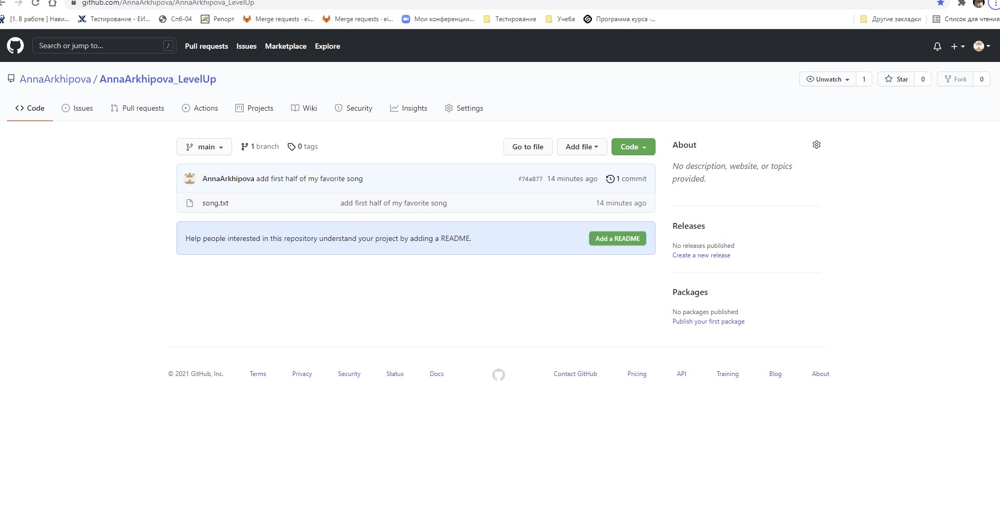 github.com/AnnaArkhipova/AnnaArkhipova_LevelUp
[1. В работе ] Нави... Тестирование - ЕИ... Спб-04 Репорт Merge requests · ei... Merge requests · ei... Мои конференции... Тестирование Учеба Программа курса ·... Другие закладки Список для чтения
Search or jump to... / Pull requests Issues Marketplace Explore
AnnaArkhipova / AnnaArkhipova_LevelUp Unwatch 1 Star 0 Fork 0
Code Issues Pull requests Actions Projects Wiki Security Insights Settings
main 1 branch 0 tags Go to file Add file Code
AnnaArkhipova add first half of my favorite song f74a877 14 minutes ago 1 commit
song.txt add first half of my favorite song 14 minutes ago
Help people interested in this repository understand your project by adding a README. Add a README
About
No description, website, or topics
provided.
Releases
No releases published
Create a new release
Packages
No packages published
Publish your first package
© 2021 GitHub, Inc. Terms Privacy Security Status Docs Contact GitHub Pricing API Training Blog About